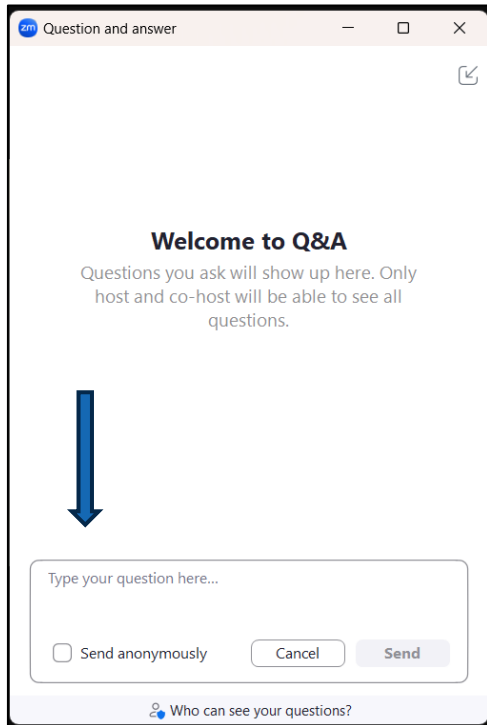 zm Question and answer
Welcome to Q&A
Questions you ask will show up here. Only
host and co-host will be able to see all
questions.
Type your question here...
Send anonymously Cancel Send
Who can see your questions?